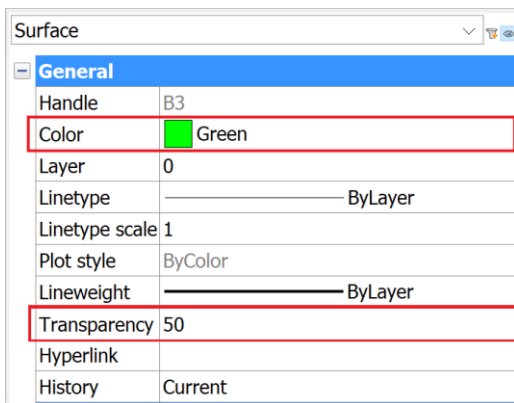 Surface
General
Handle B3
Color Green
Layer 0
Linetype ByLayer
Linetype scale 1
Plot style ByColor
Lineweight ByLayer
Transparency 50
Hyperlink
History Current